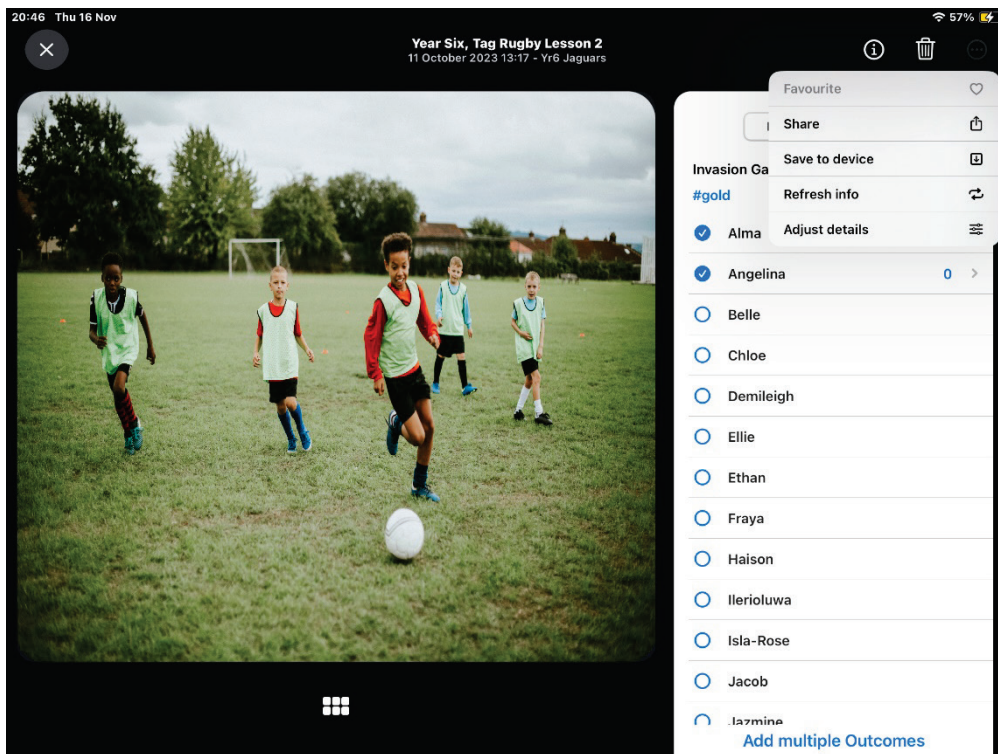 20:46 Thu 16 Nov
57%
Year Six, Tag Rugby Lesson 2
11 October 2023 13:17 - Yr6 Jaguars
Favourite
Share
Save to device
Refresh info
Adjust details
Invasion Ga
#gold
Alma
Angelina 0
Belle
Chloe
Demileigh
Ellie
Ethan
Fraya
Haison
Ilerioluwa
Isla-Rose
Jacob
Jazmine
Add multiple Outcomes